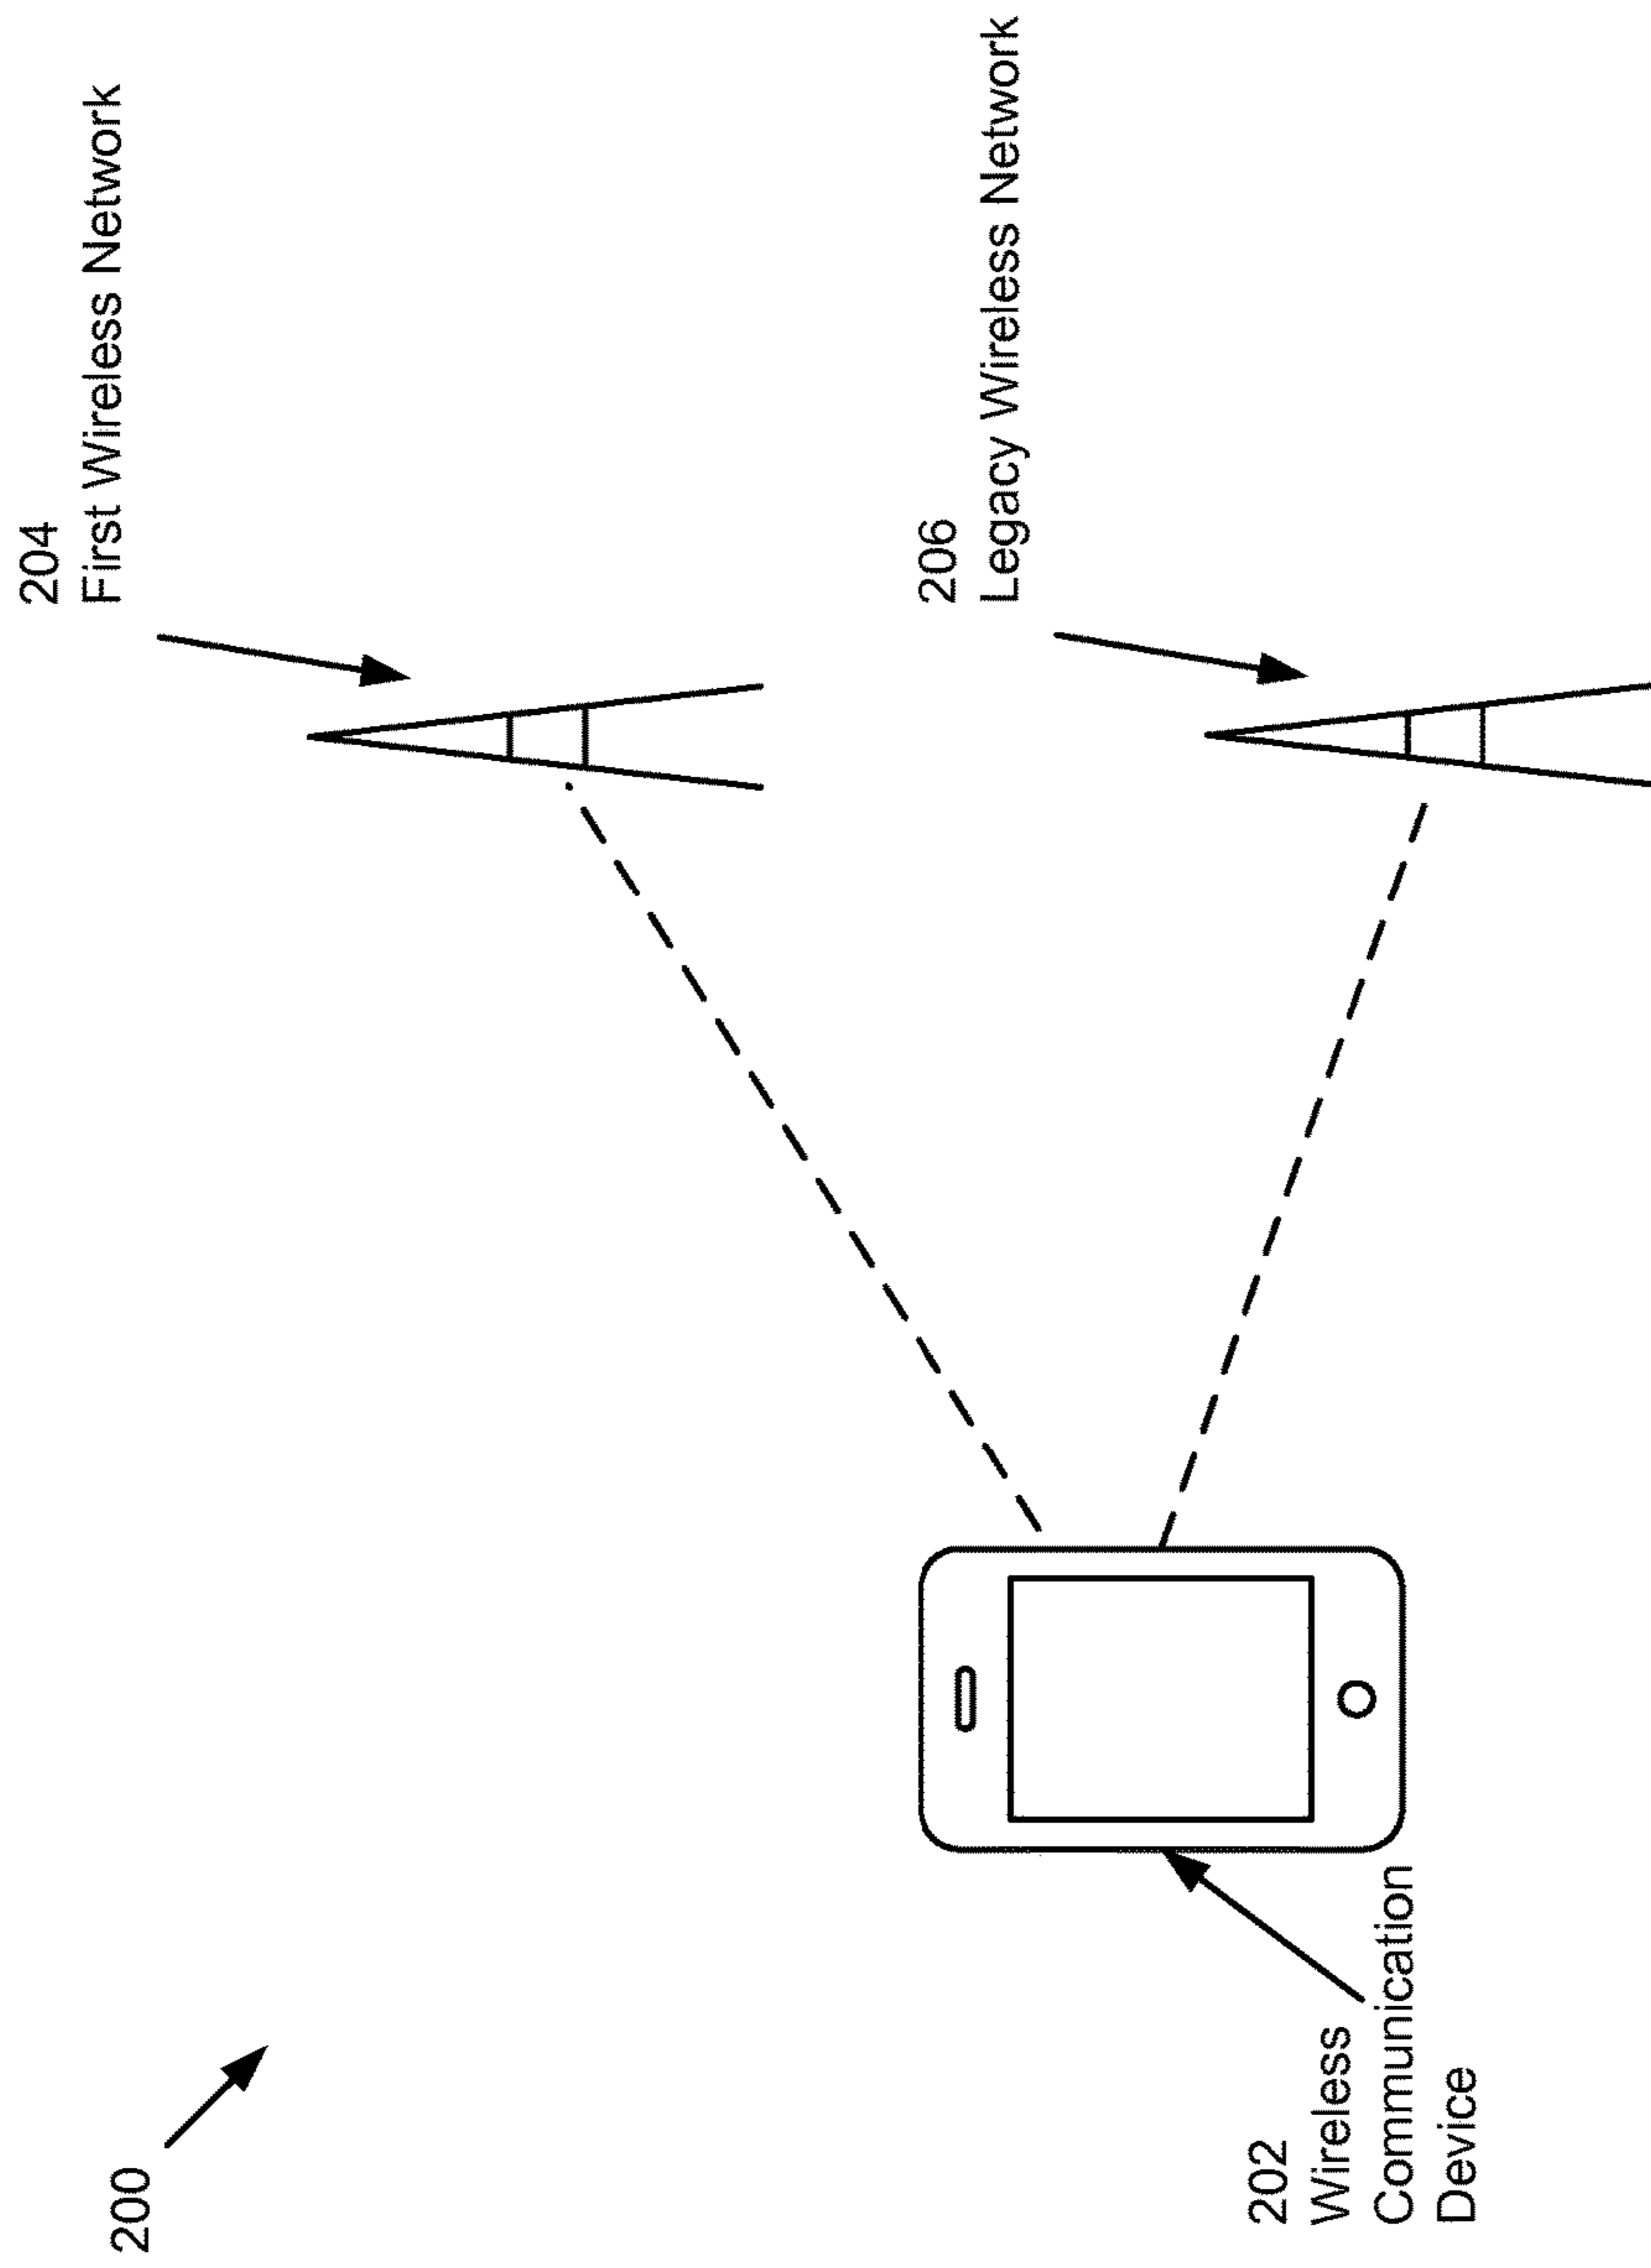 200
204
First Wireless Network
202
Wireless
Communication
Device
206
Legacy Wireless Network